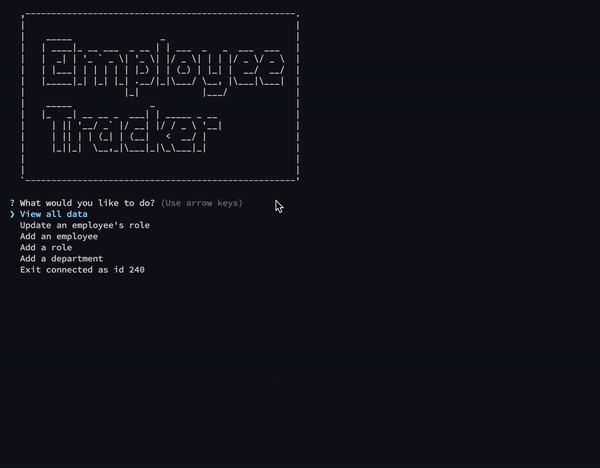 Employee
Tracker
? What would you like to do? (Use arrow keys)
❯ View all data
Update an employee's role
Add an employee
Add a role
Add a department
Exit connected as id 240